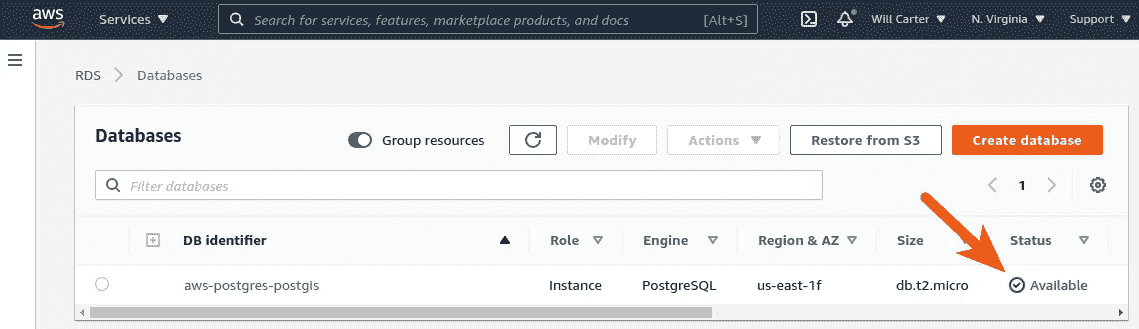 aws Services Search for services, features, marketplace products, and docs [Alt+S] Will Carter N. Virginia Support
RDS Databases
Databases Group resources Modify Actions Restore from S3 Create database
Filter databases 1
DB identifier Role Engine Region & AZ Size Status
aws-postgres-postgis Instance PostgreSQL us-east-1f db.t2.micro Available